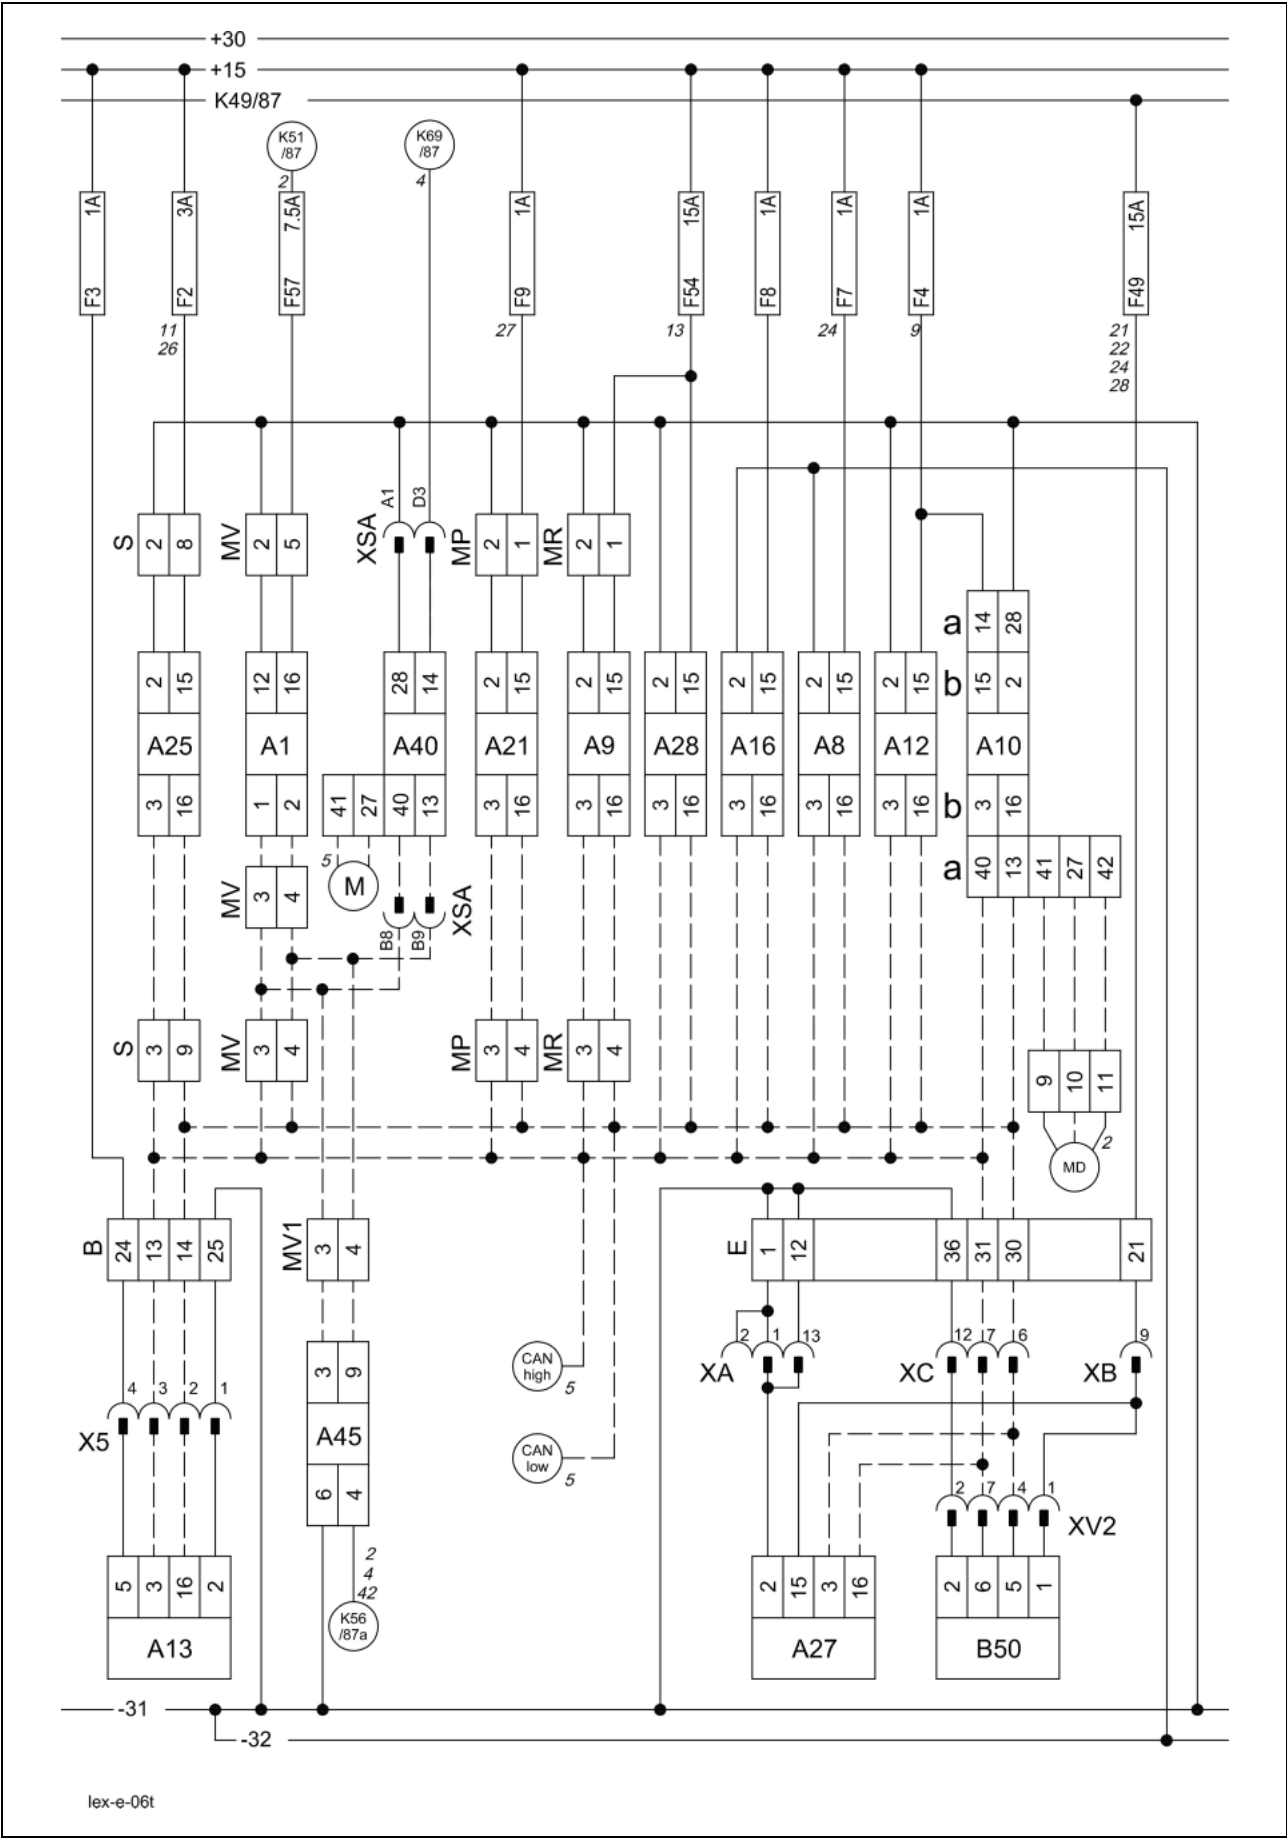 +30
+15
K49/87
K51
/87
K69
/87
2
4
1A
3A
7.5A
1A
15A
1A
1A
1A
15A
F3
F2
F57
F9
F54
F8
F7
F4
F49
11
26
27
13
24
9
21
22
24
28
A1
D3
S
2
8
MV
2
5
XSA
MP
2
1
MR
2
1
a
14
28
2
15
12
16
28
14
2
15
2
15
2
15
2
15
2
15
2
15
b
15
2
A25
A1
A40
A21
A9
A28
A16
A8
A12
A10
3
16
1
2
41
27
40
13
3
16
3
16
3
16
3
16
3
16
3
16
b
3
16
a
40
13
41
27
42
5
M
MV
3
4
XSA
B8
B9
S
3
9
MV
3
4
MP
3
4
MR
3
4
9
10
11
2
MD
B
24
13
14
25
MV1
3
4
E
1
12
36
31
30
21
2
1
13
12
7
6
9
XA
XC
XB
CAN
high
5
3
9
4
3
2
1
X5
A45
CAN
low
5
6
4
2
7
4
1
XV2
2
4
42
5
3
16
2
K56
/87a
2
15
3
16
2
6
5
1
A13
A27
B50
-31
-32
lex-e-06t